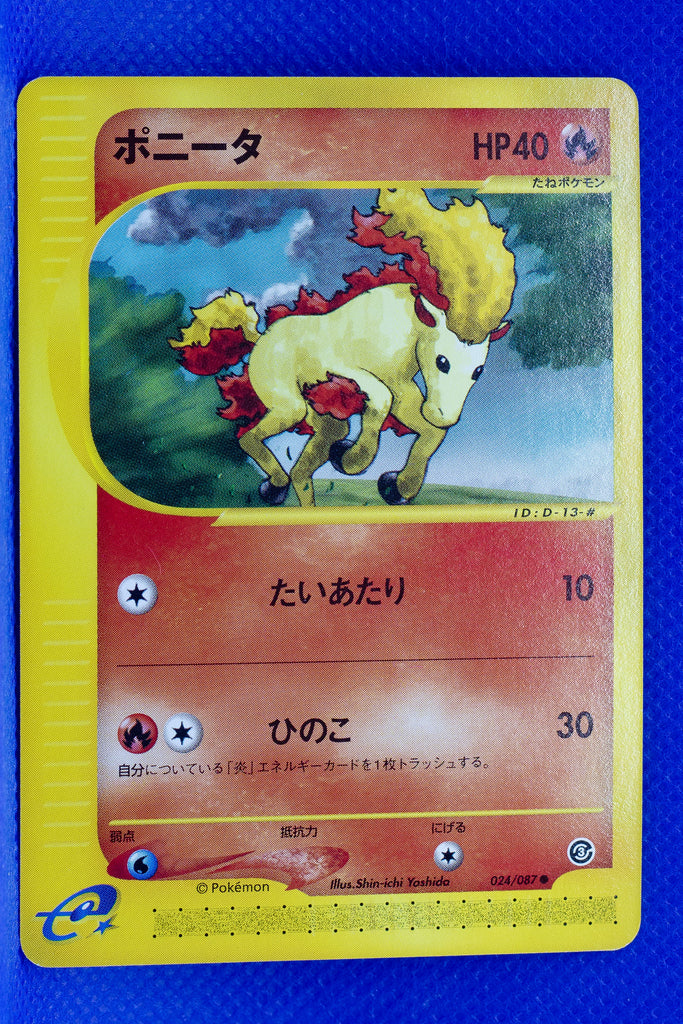 ポニータ
HP40
たねポケモン
ID:D-13-#
たいあたり 10
ひのこ 30
自分についている「炎」エネルギーカードを1枚トラッシュする。
弱点 抵抗力 にげる
© Pokémon
Illus.Shin-ichi Yoshida
024/087 ●
3
e